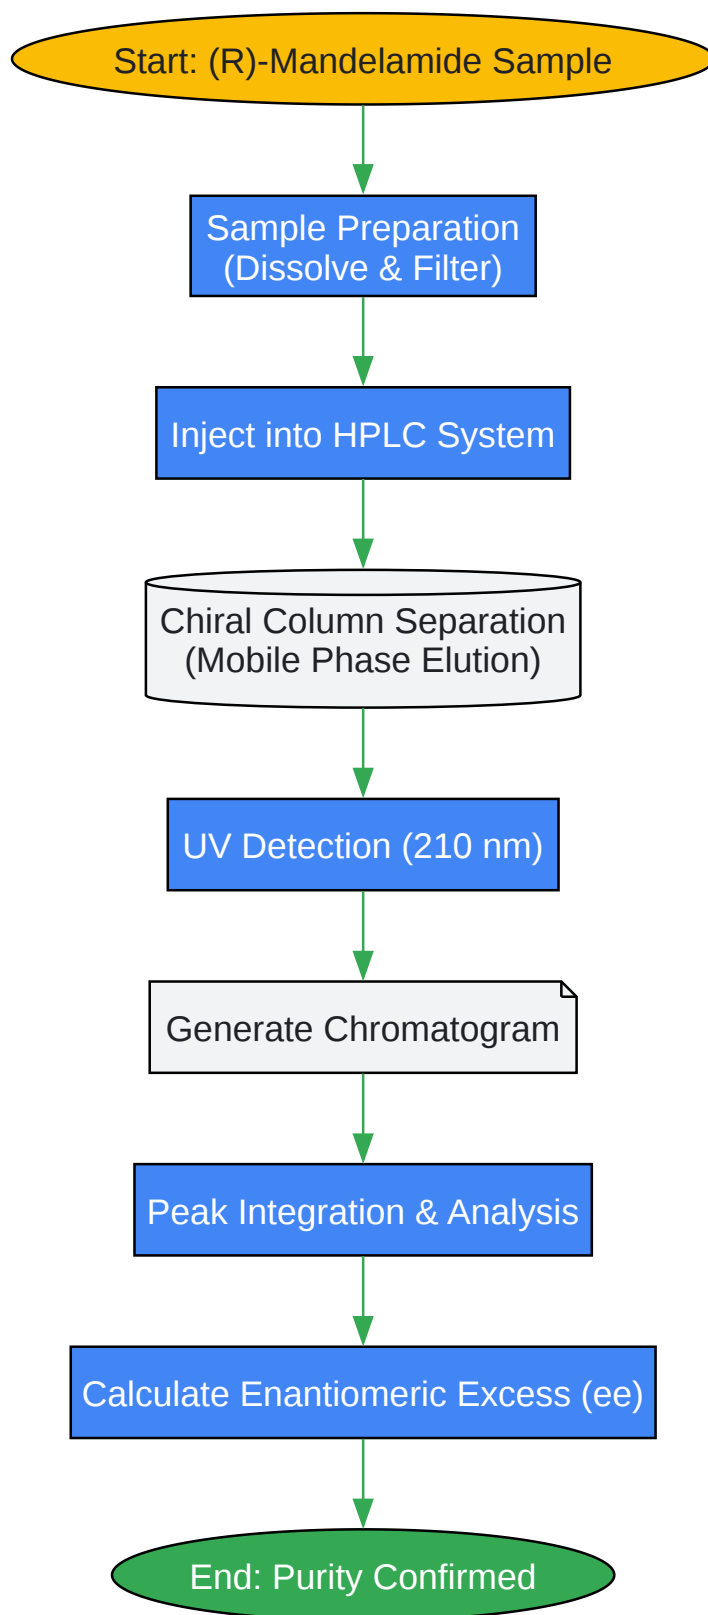 Start: (R)-Mandelamide Sample
Sample Preparation
(Dissolve & Filter)
Inject into HPLC System
Chiral Column Separation
(Mobile Phase Elution)
UV Detection (210 nm)
Generate Chromatogram
Peak Integration & Analysis
Calculate Enantiomeric Excess (ee)
End: Purity Confirmed